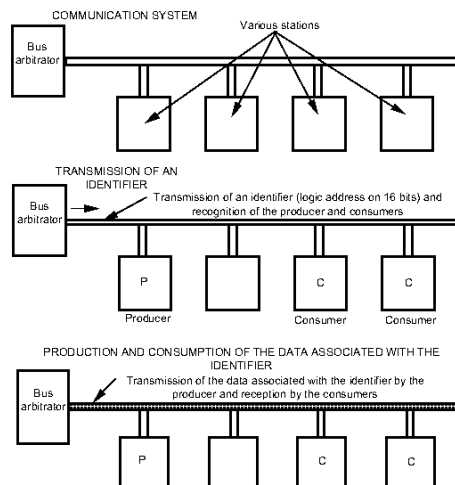 COMMUNICATION SYSTEM
Various stations
Bus
arbitrator
TRANSMISSION OF AN
IDENTIFIER
Transmission of an identifier (logic address on 16 bits) and
recognition of the producer and consumers
Bus
arbitrator
P
C
C
Producer
Consumer
Consumer
PRODUCTION AND CONSUMPTION OF THE DATA ASSOCIATED WITH THE
IDENTIFIER
Transmission of the data associated with the identifier by the
producer and reception by the consumers
Bus
arbitrator
P
C
C